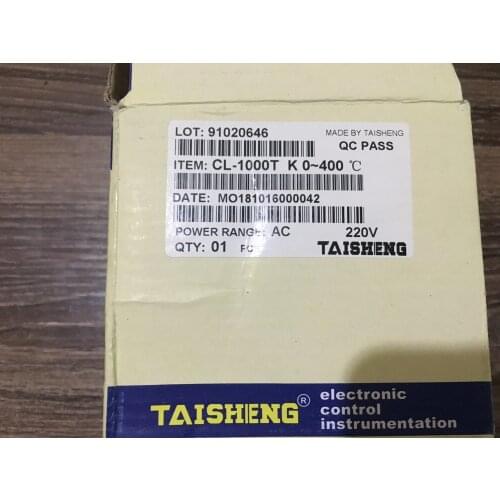 LOT: 91020646
MADE BY TAISHENG
QC PASS
ITEM: CL-1000T K 0~400 ℃
DATE: MO181016000042
POWER RANGE: AC 220V
QTY: 01 PCS TAISHENG
TAISHENG®
electronic
control
instrumentation